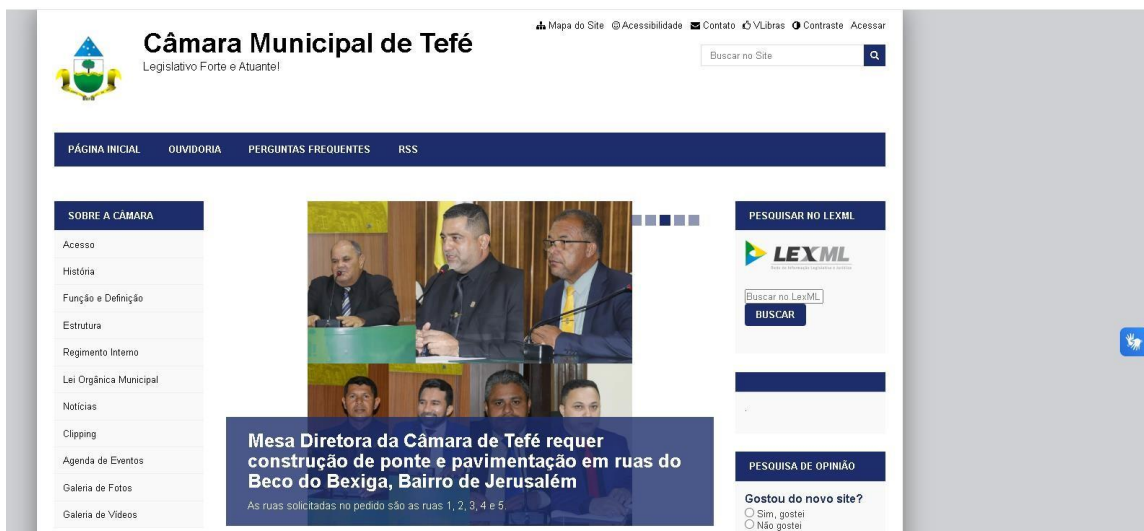 Mapa do Site Acessibilidade Contato VLibras Contraste Acessar
Câmara Municipal de Tefé
Legislativo Forte e Atuante!
Buscar no Site
PÁGINA INICIAL OUVIDORIA PERGUNTAS FREQUENTES RSS
SOBRE A CÂMARA
Acesso
História
Função e Definição
Estrutura
Regimento Interno
Lei Orgânica Municipal
Notícias
Clipping
Agenda de Eventos
Galeria de Fotos
Galeria de Vídeos
Mesa Diretora da Câmara de Tefé requer
construção de ponte e pavimentação em ruas do
Beco do Bexiga, Bairro de Jerusalém
As ruas solicitadas no pedido são as ruas 1, 2, 3, 4 e 5.
PESQUISAR NO LEXML
LEXML
Buscar no LexML
BUSCAR
.
PESQUISA DE OPINIÃO
Gostou do novo site?
Sim, gostei
Não gostei